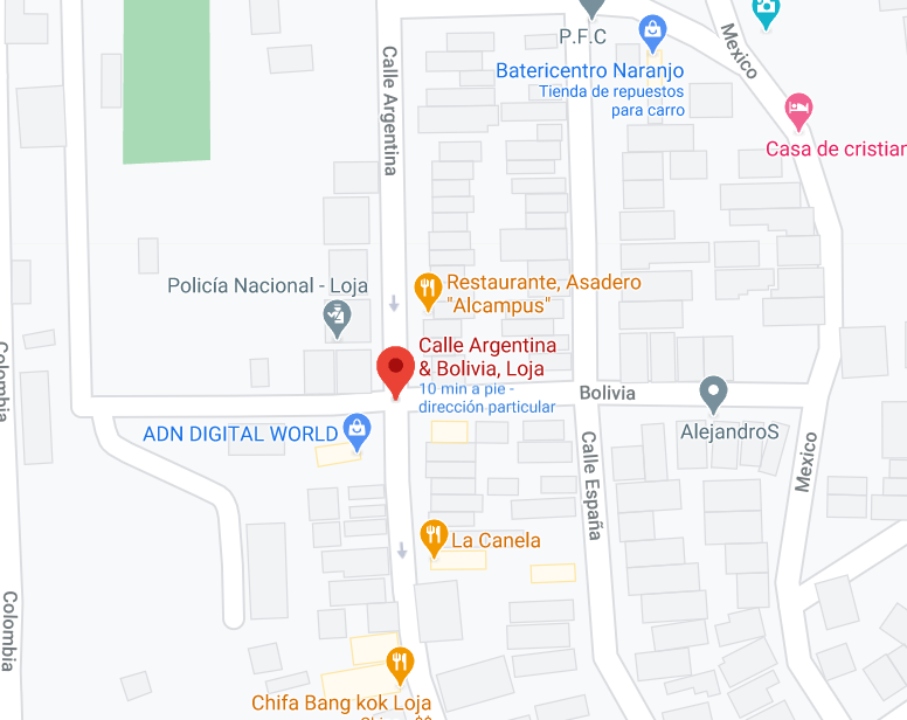 Mexico
P.F.C
Batericentro Naranjo
Tienda de repuestos
para carro
Calle Argentina
Casa de cristian
Policía Nacional - Loja
Restaurante, Asadero
"Alcampus"
Calle Argentina
& Bolivia, Loja
10 min a pie -
dirección particular
Bolivia
Colombia
ADN DIGITAL WORLD
AlejandroS
Calle España
Mexico
La Canela
Colombia
Chifa Bang kok Loja